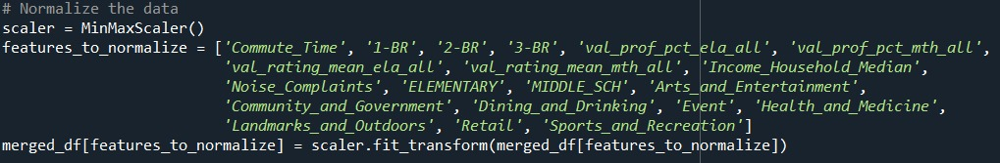 # Normalize the data
scaler = MinMaxScaler()
features_to_normalize = ['Commute_Time', '1-BR', '2-BR', '3-BR', 'val_prof_pct_ela_all', 'val_prof_pct_mth_all',
'val_rating_mean_ela_all', 'val_rating_mean_mth_all', 'Income_Household_Median',
'Noise_Complaints', 'ELEMENTARY', 'MIDDLE_SCH', 'Arts_and_Entertainment',
'Community_and_Government', 'Dining_and_Drinking', 'Event', 'Health_and_Medicine',
'Landmarks_and_Outdoors', 'Retail', 'Sports_and_Recreation']
merged_df[features_to_normalize] = scaler.fit_transform(merged_df[features_to_normalize])